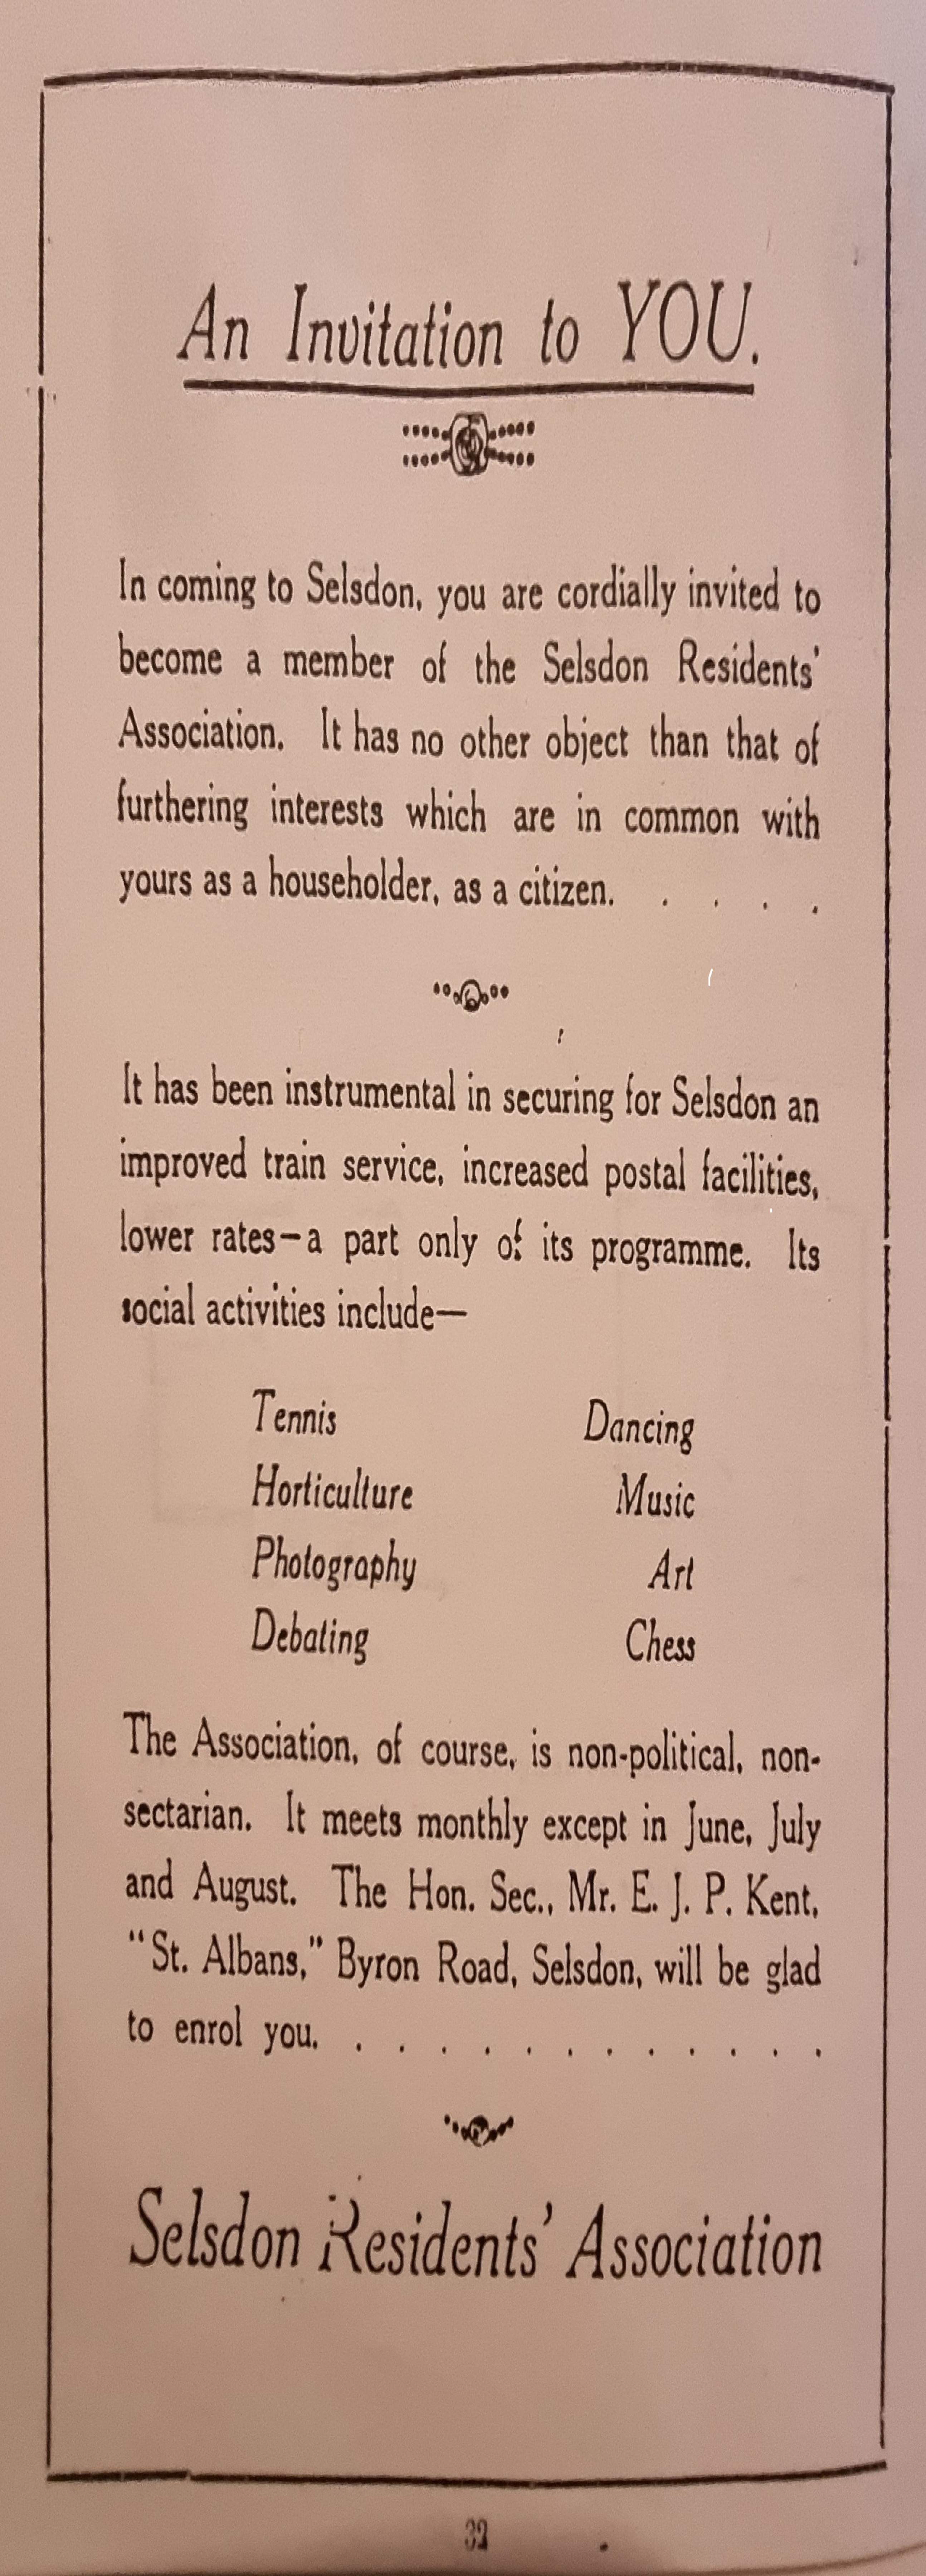 An Invitation to YOU.
In coming to Selsdon, you are cordially invited to
become a member of the Selsdon Residents'
Association. It has no other object than that of
furthering interests which are in common with
yours as a householder, as a citizen. . . . .
It has been instrumental in securing for Selsdon an
improved train service, increased postal facilities,
lower rates—a part only of its programme. Its
social activities include—
Tennis Dancing
Horticulture Music
Photography Art
Debating Chess
The Association, of course, is non-political, non-
sectarian. It meets monthly except in June, July
and August. The Hon. Sec., Mr. E. J. P. Kent,
"St. Albans," Byron Road, Selsdon, will be glad
to enrol you. . . . . . . . . . . . .
Selsdon Residents' Association
32